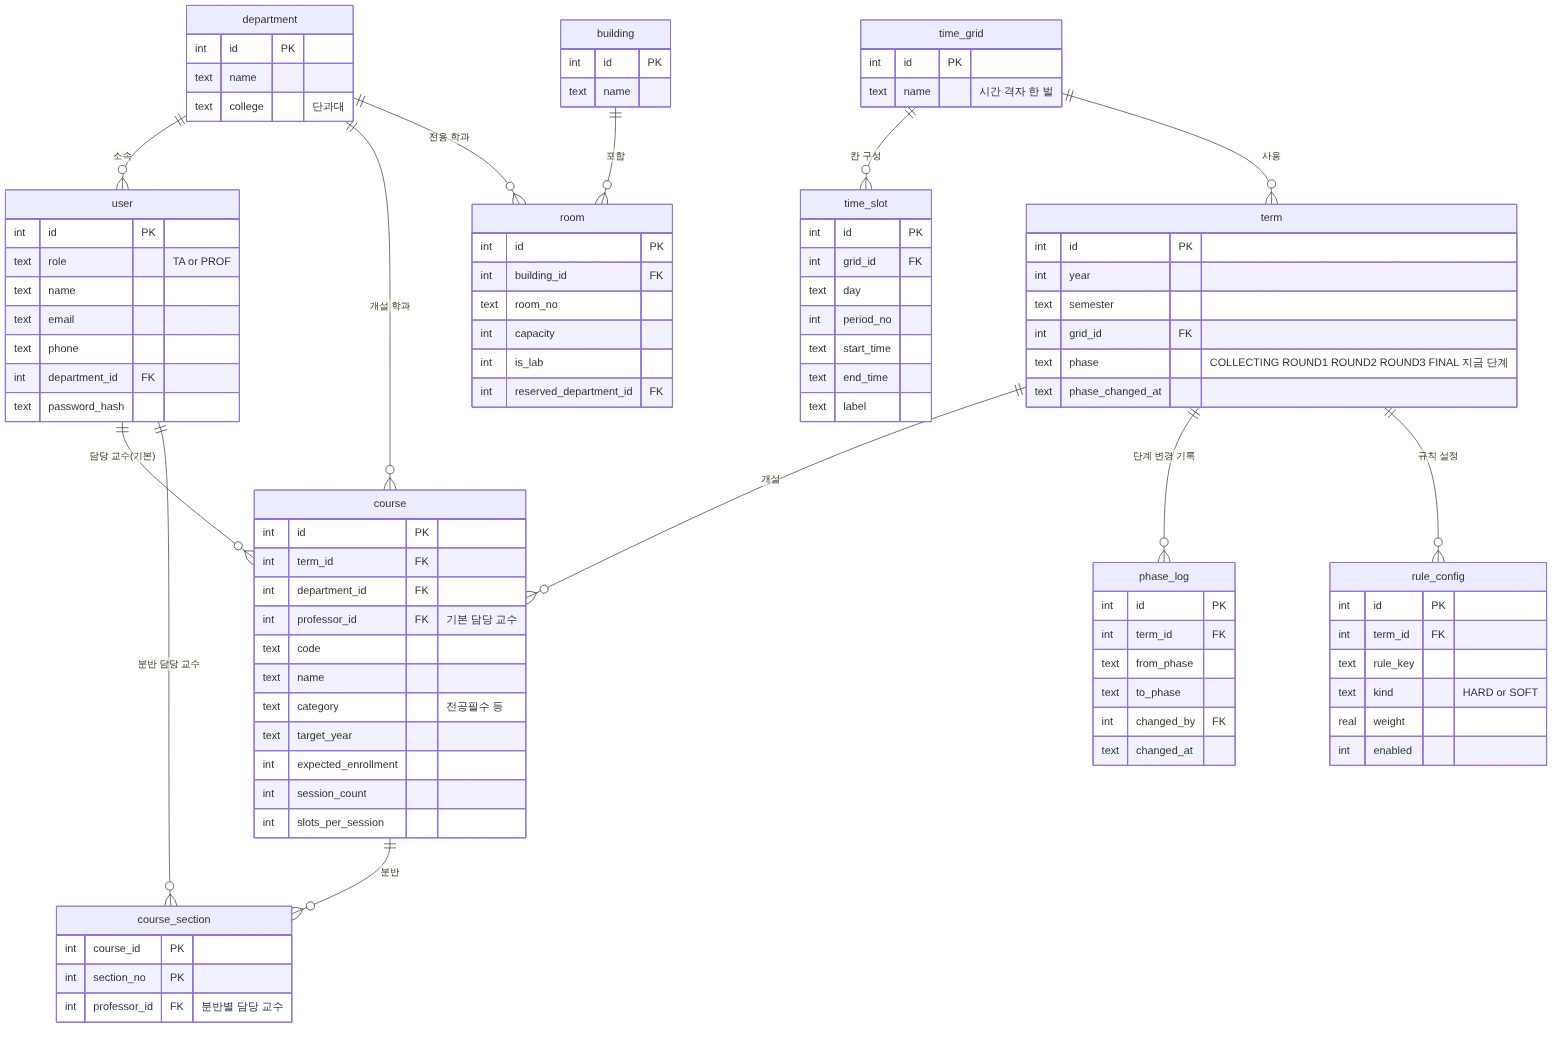 department
int id PK
text name
text college 단과대
building
int id PK
text name
time_grid
int id PK
text name 시간 격자 한 벌
소속
전용 학과
포함
칸 구성
사용
개설 학과
user
int id PK
text role TA or PROF
text name
text email
text phone
int department_id FK
text password_hash
room
int id PK
int building_id FK
text room_no
int capacity
int is_lab
int reserved_department_id FK
time_slot
int id PK
int grid_id FK
text day
int period_no
text start_time
text end_time
text label
term
int id PK
int year
text semester
int grid_id FK
text phase COLLECTING ROUND1 ROUND2 ROUND3 FINAL 지금 단계
text phase_changed_at
담당 교수(기본)
분반 담당 교수
개설
단계 변경 기록
규칙 설정
course
int id PK
int term_id FK
int department_id FK
int professor_id FK 기본 담당 교수
text code
text name
text category 전공필수 등
text target_year
int expected_enrollment
int session_count
int slots_per_session
phase_log
int id PK
int term_id FK
text from_phase
text to_phase
int changed_by FK
text changed_at
rule_config
int id PK
int term_id FK
text rule_key
text kind HARD or SOFT
real weight
int enabled
분반
course_section
int course_id PK
int section_no PK
int professor_id FK 분반별 담당 교수